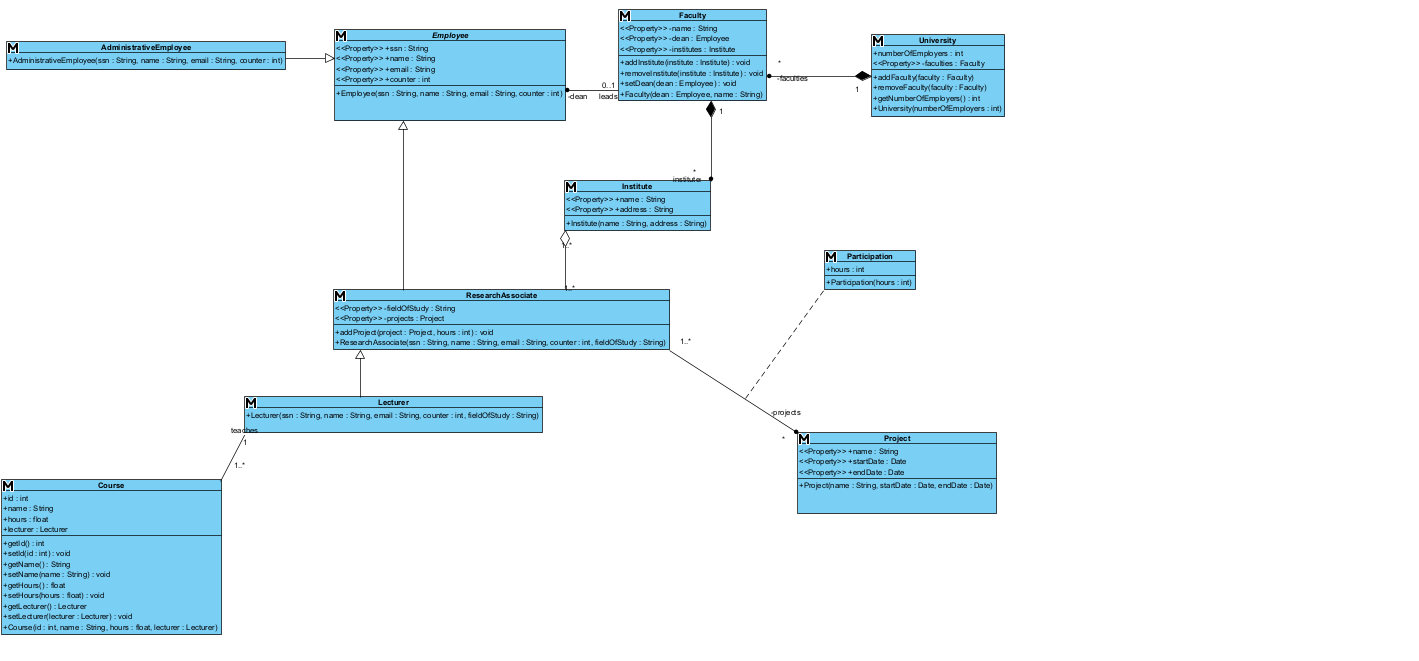 AdministrativeEmployee
+AdministrativeEmployee(ssn : String, name : String, email : String, counter : int)
Employee
<<Property>> +ssn : String
<<Property>> +name : String
<<Property>> +email : String
<<Property>> +counter : int
+Employee(ssn : String, name : String, email : String, counter : int)
-dean
0..1
leads
Faculty
<<Property>> -name : String
<<Property>> -dean : Employee
<<Property>> -institutes : Institute
+addInstitute(institute : Institute) : void
+removeInstitute(institute : Institute) : void
+setDean(dean : Employee) : void
+Faculty(dean : Employee, name : String)
*
-faculties
1
University
+numberOfEmployers : int
<<Property>> -faculties : Faculty
+addFaculty(faculty : Faculty)
+removeFaculty(faculty : Faculty)
+getNumberOfEmployers() : int
+University(numberOfEmployers : int)
1
*
Institute
<<Property>> +name : String
<<Property>> +address : String
+Institute(name : String, address : String)
1..*
1..*
Participation
+hours : int
+Participation(hours : int)
ResearchAssociate
<<Property>> -fieldOfStudy : String
<<Property>> -projects : Project
+addProject(project : Project, hours : int) : void
+ResearchAssociate(ssn : String, name : String, email : String, counter : int, fieldOfStudy : String)
1..*
-projects
*
Lecturer
+Lecturer(ssn : String, name : String, email : String, counter : int, fieldOfStudy : String)
teaches
1
1..*
Project
<<Property>> +name : String
<<Property>> +startDate : Date
<<Property>> +endDate : Date
+Project(name : String, startDate : Date, endDate : Date)
Course
+id : int
+name : String
+hours : float
+lecturer : Lecturer
+getId() : int
+setId(id : int) : void
+getName() : String
+setName(name : String) : void
+getHours() : float
+setHours(hours : float) : void
+getLecturer() : Lecturer
+setLecturer(lecturer : Lecturer) : void
+Course(id : int, name : String, hours : float, lecturer : Lecturer)